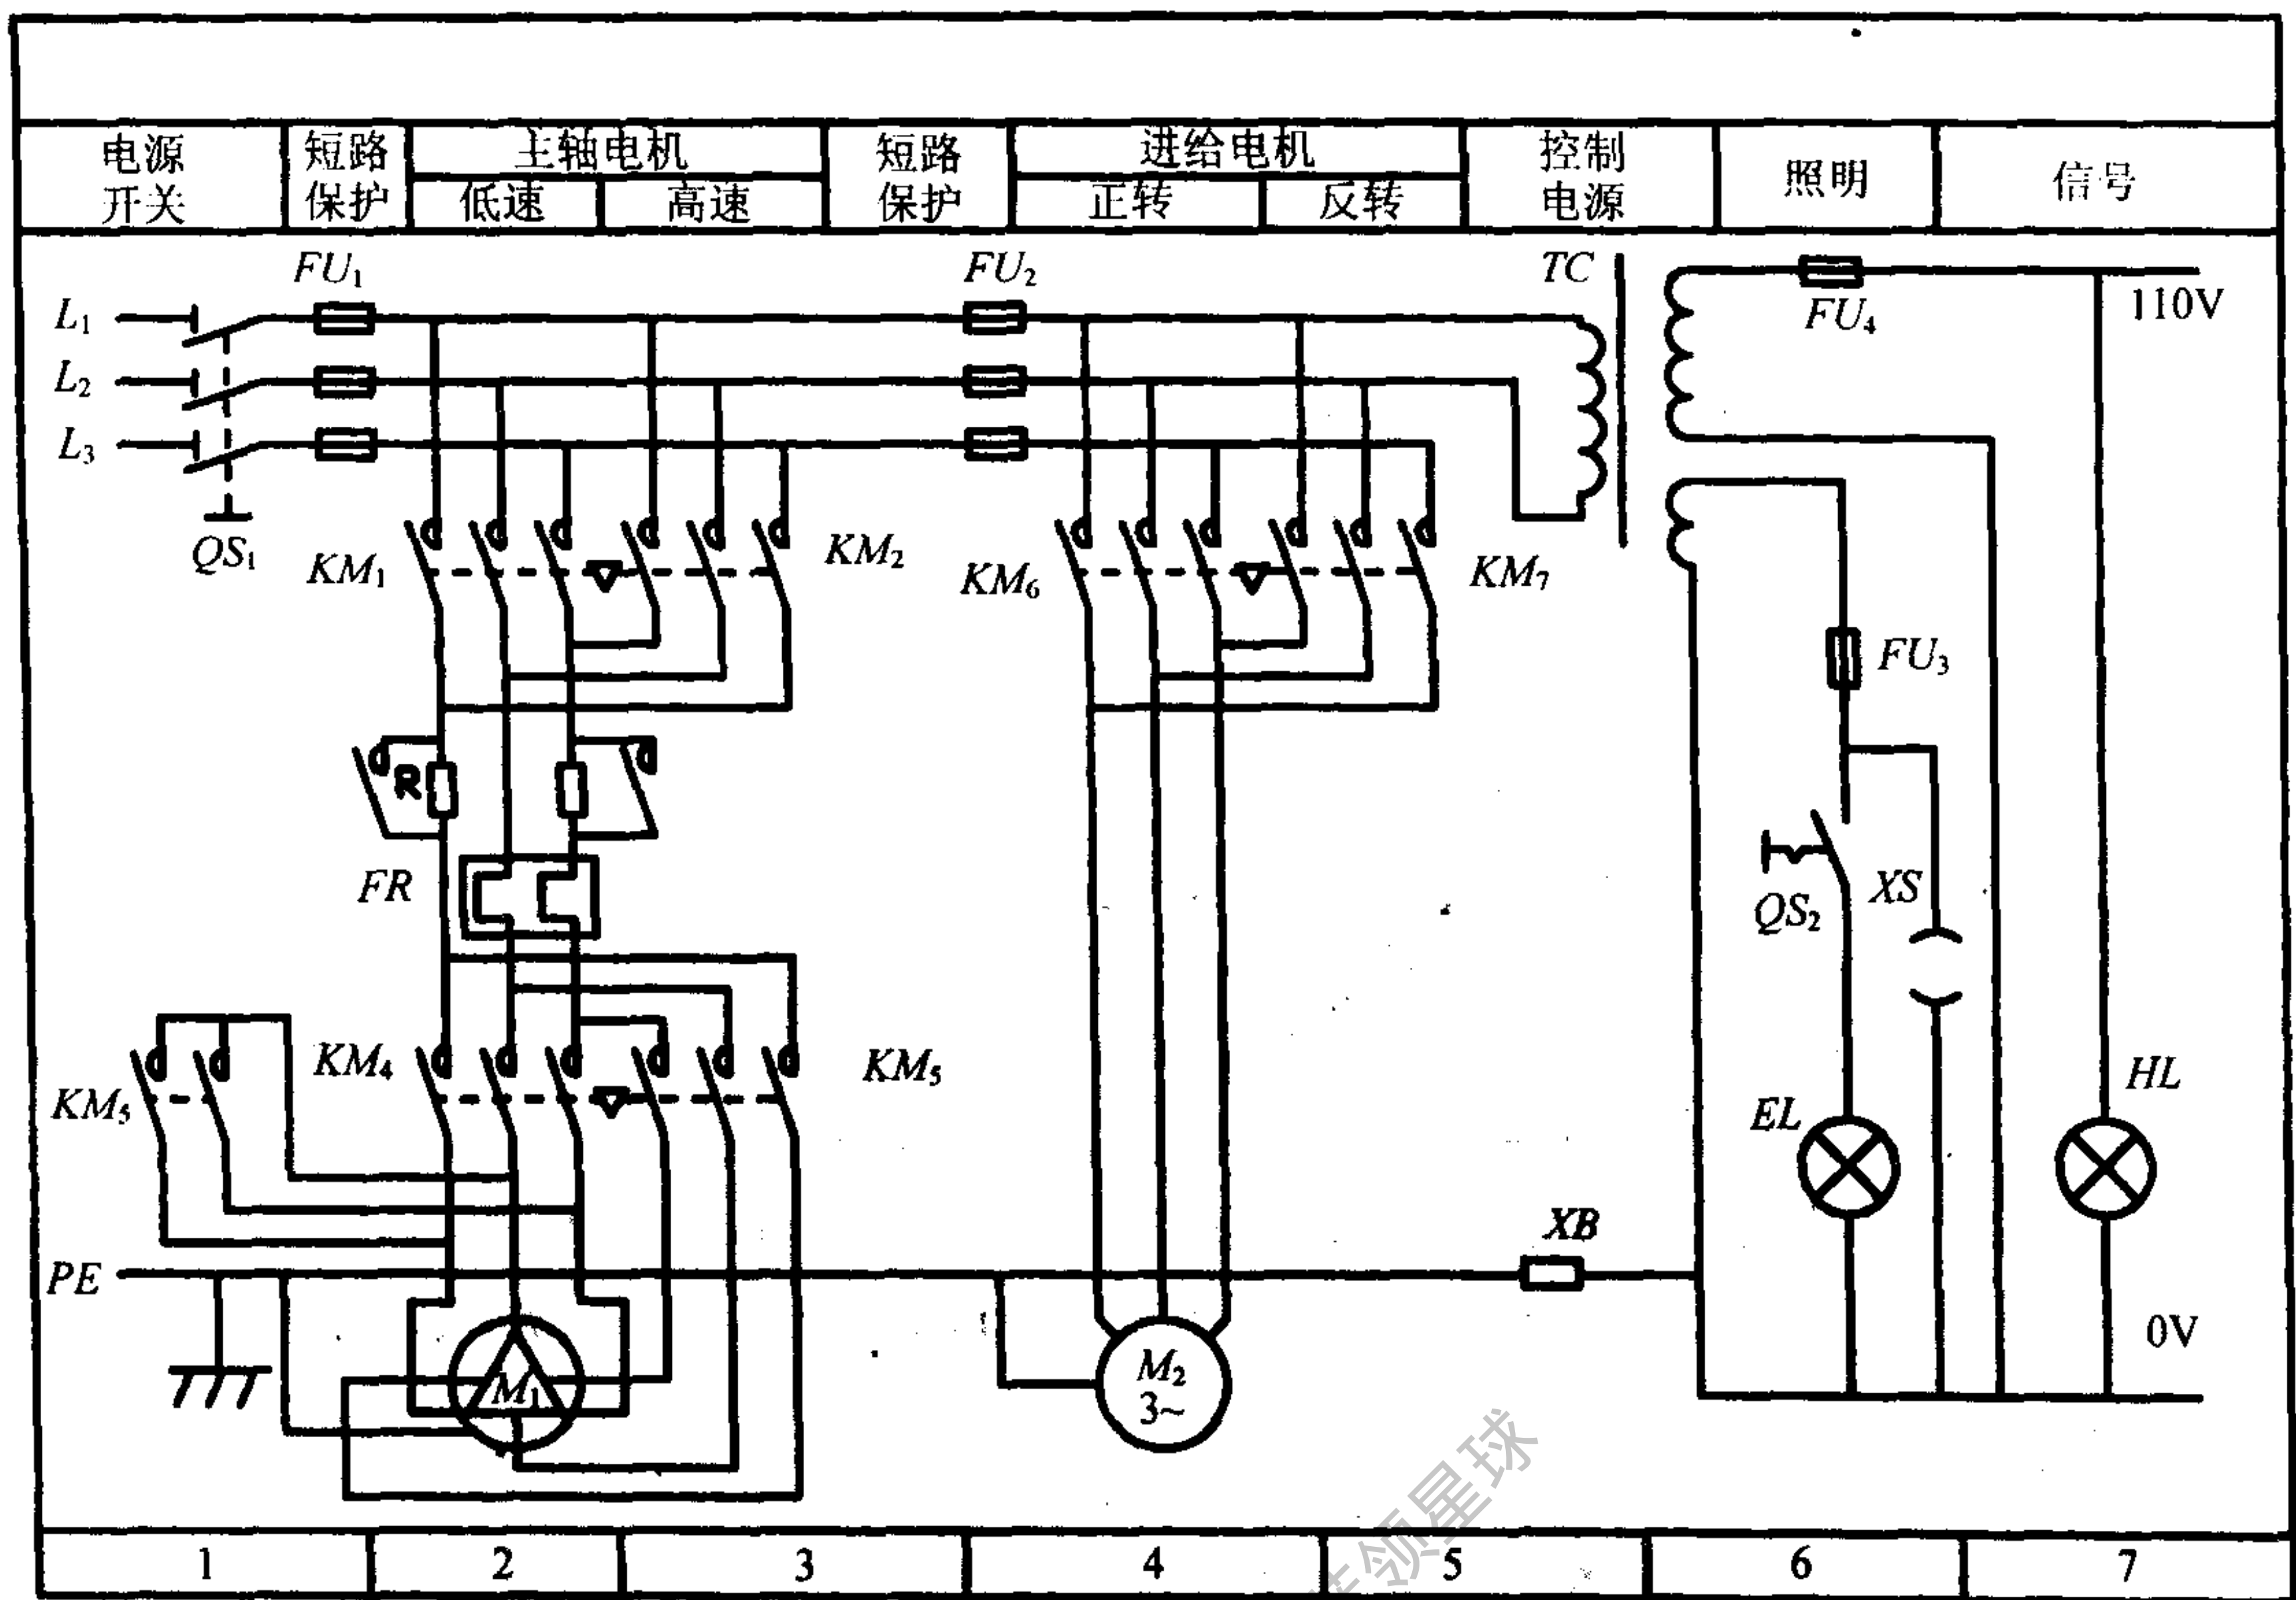 电源
开关
短路
保护
主轴电机
低速
高速
短路
保护
进给电机
正转
反转
控制
电源
照明
信号
FU₁
FU₂
TC
L₁
L₂
L₃
FU₄
110V
QS₁
KM₁
KM₂
KM₆
KM₇
FU₃
R
FR
QS₂
XS
KM₅
KM₄
KM₅
EL
HL
PE
XB
0V
M₁
M₂
3~
1
2
3
4
5
6
7
领星球